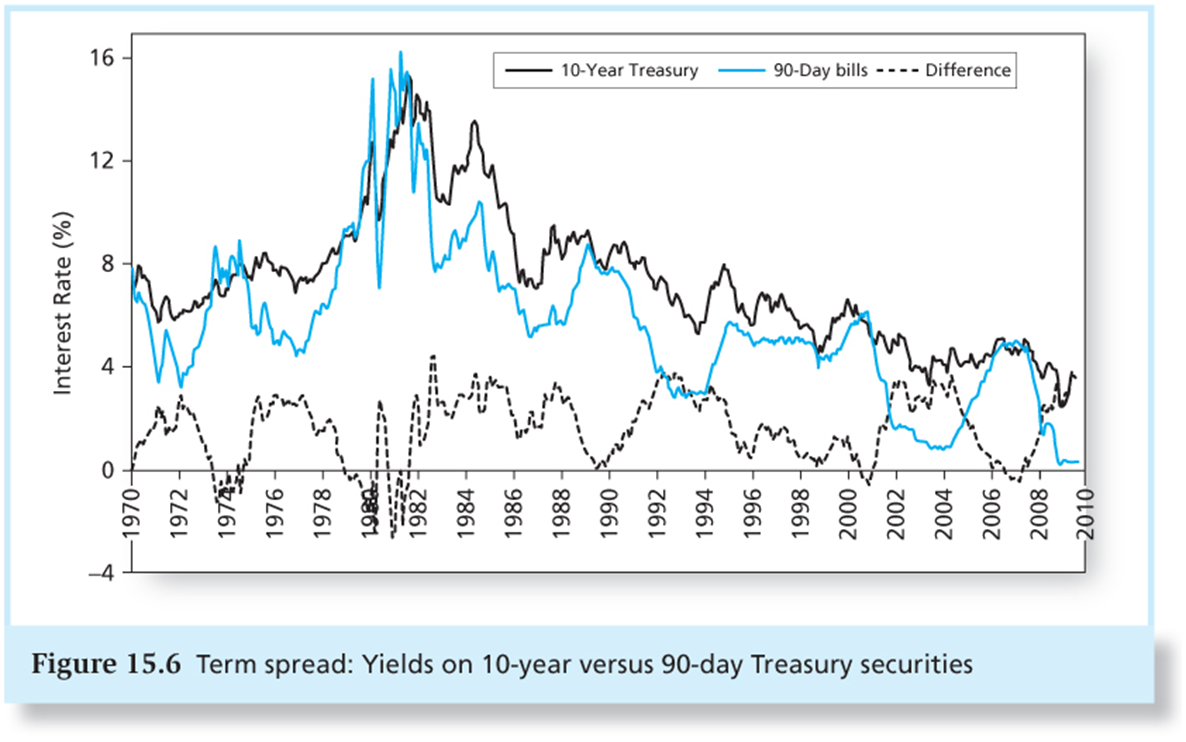 16
12
8
4
0
−4
Interest Rate (%)
10-Year Treasury 90-Day bills Difference
1970 1972 1974 1976 1978 1980 1982 1984 1986 1988 1990 1992 1994 1996 1998 2000 2002 2004 2006 2008 2010
Figure 15.6 Term spread: Yields on 10-year versus 90-day Treasury securities